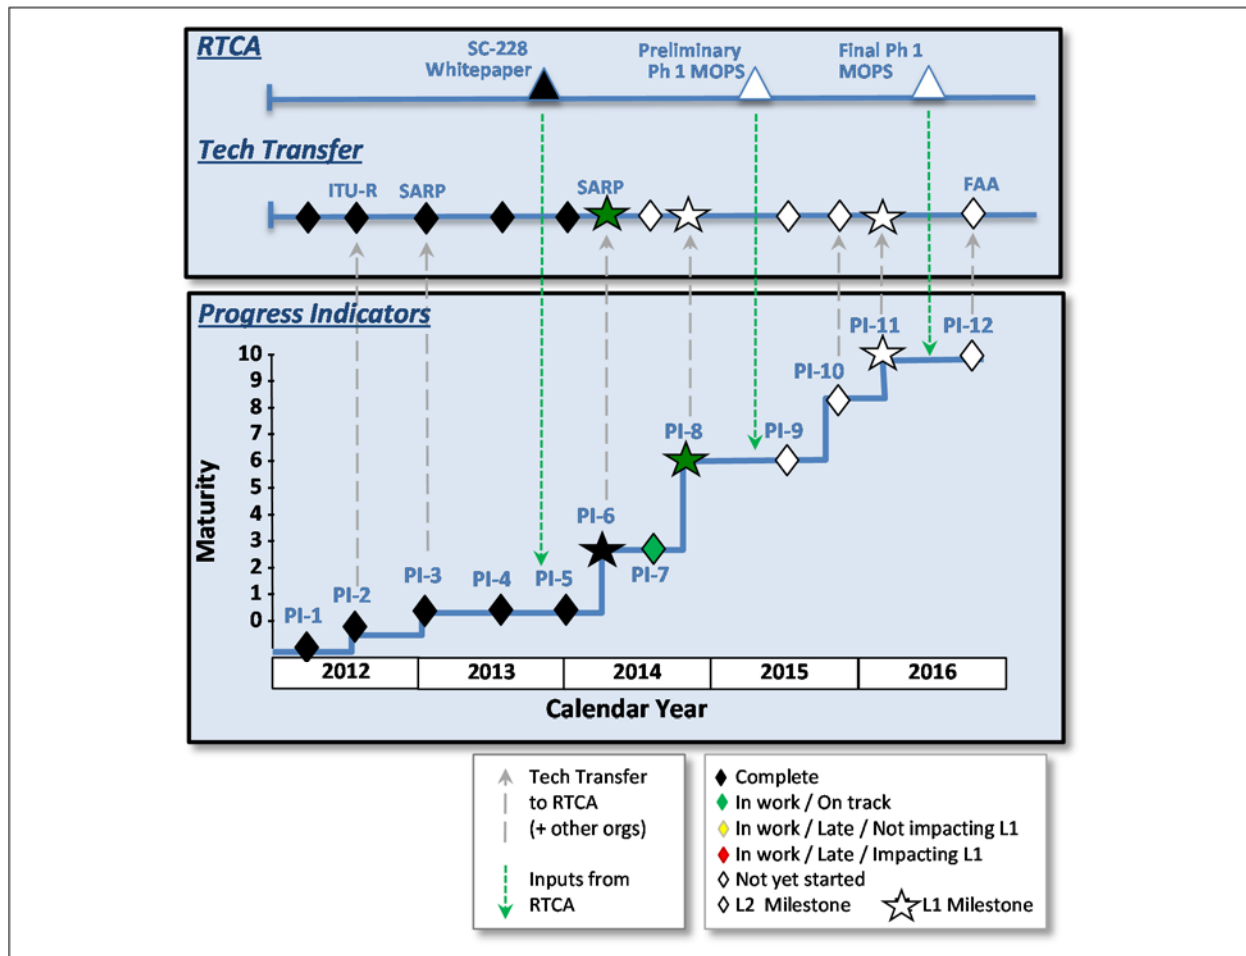 RTCA
SC-228
Whitepaper
Preliminary
Ph 1 MOPS
Final Ph 1
MOPS
Tech Transfer
ITU-R
SARP
SARP
FAA
Progress Indicators
Maturity
10
9
8
7
6
5
4
3
2
1
0
PI-1
PI-2
PI-3
PI-4
PI-5
PI-6
PI-7
PI-8
PI-9
PI-10
PI-11
PI-12
2012
2013
2014
2015
2016
Calendar Year
Tech Transfer
to RTCA
(+ other orgs)
Inputs from
RTCA
Complete
In work / On track
In work / Late / Not impacting L1
In work / Late / Impacting L1
Not yet started
L2 Milestone
L1 Milestone